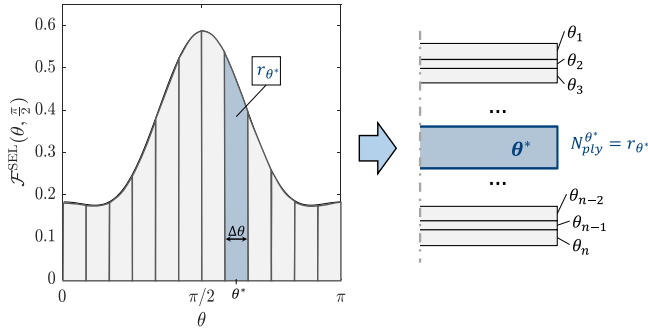 0.6
0.5
0.4
0.3
0.2
0.1
0
ℱ^SEL(θ, π/2)
r_θ*
Δθ
0
π/2
θ*
π
θ
θ_1
θ_2
θ_3
...
θ*
N_ply^θ* = r_θ*
...
θ_n−2
θ_n−1
θ_n